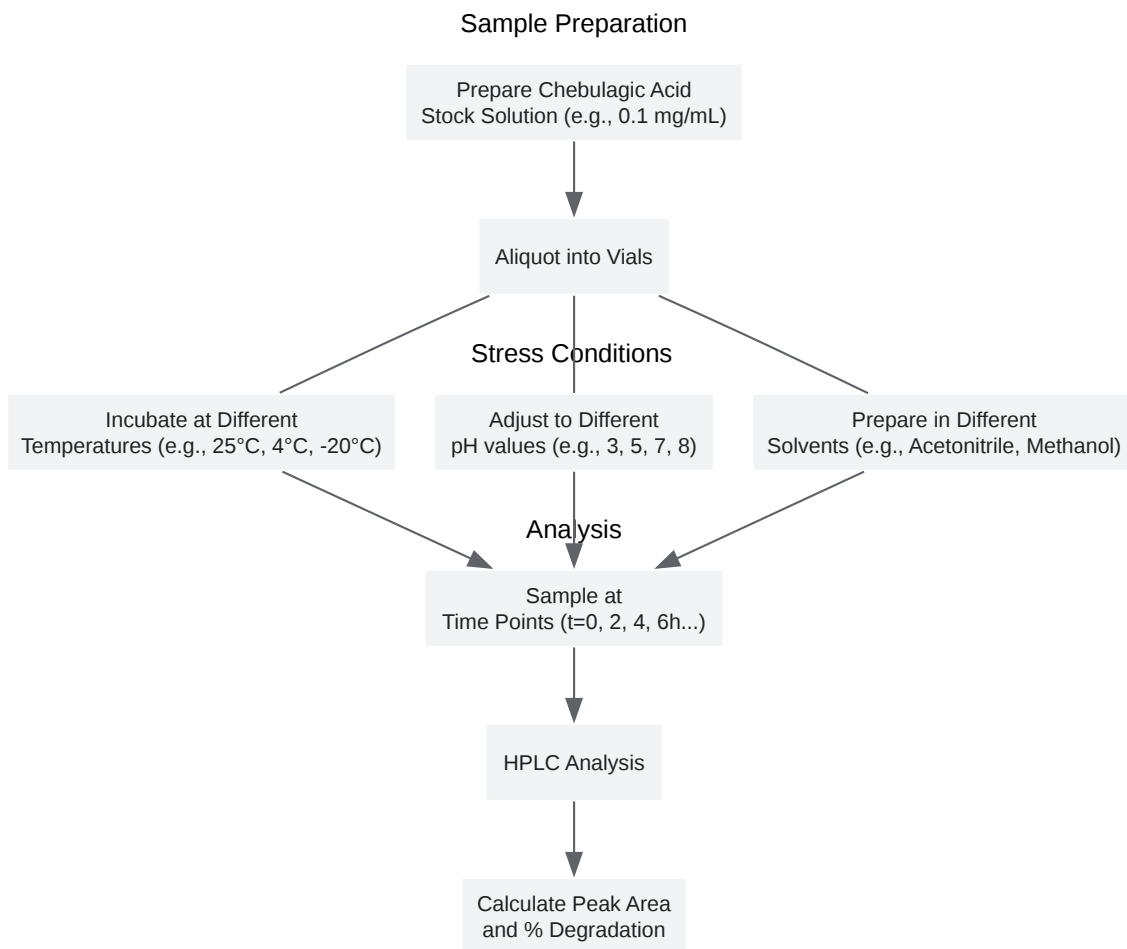 Sample Preparation
Prepare Chebulagic Acid
Stock Solution (e.g., 0.1 mg/mL)
Aliquot into Vials
Stress Conditions
Incubate at Different
Temperatures (e.g., 25°C, 4°C, -20°C)
Adjust to Different
pH values (e.g., 3, 5, 7, 8)
Prepare in Different
Solvents (e.g., Acetonitrile, Methanol)
Analysis
Sample at
Time Points (t=0, 2, 4, 6h...)
HPLC Analysis
Calculate Peak Area
and % Degradation